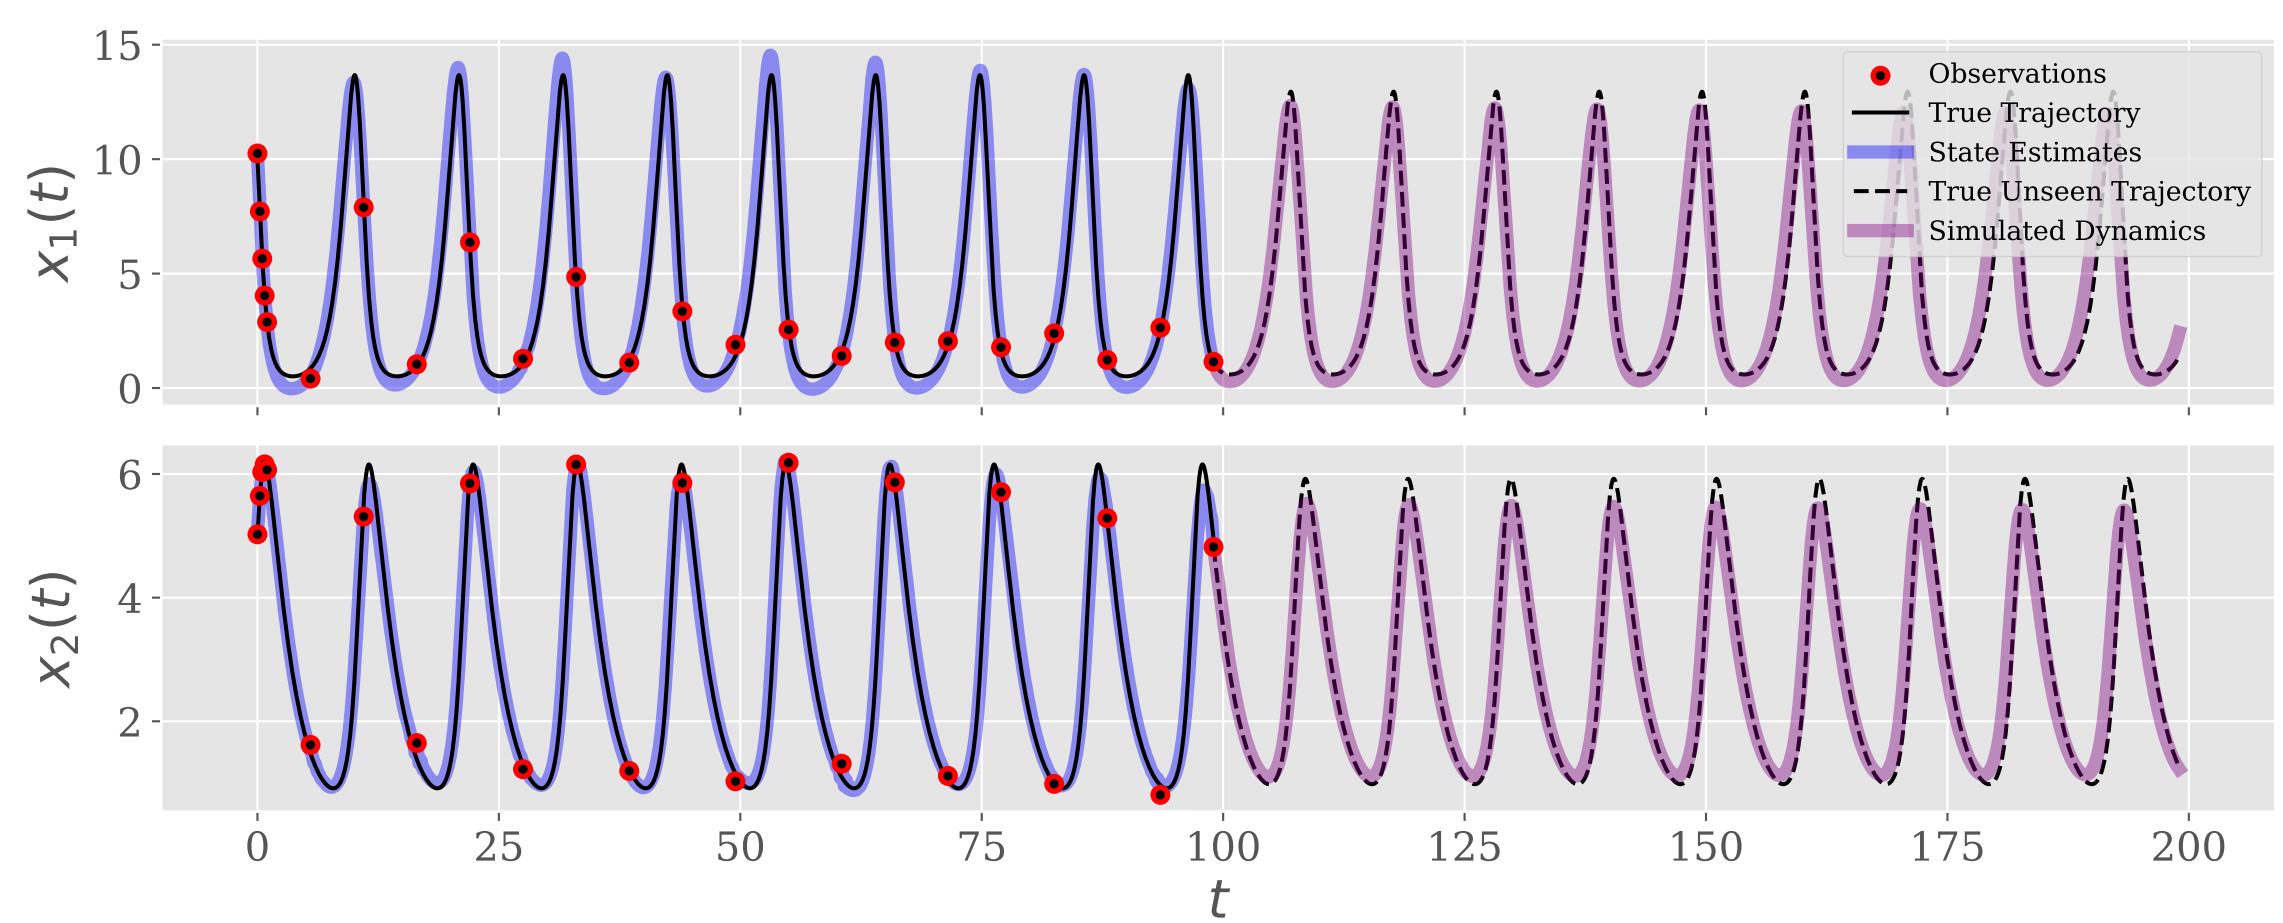 15
10
5
0
x₁(t)
Observations
True Trajectory
State Estimates
True Unseen Trajectory
Simulated Dynamics
6
4
2
x₂(t)
0 25 50 75 100 125 150 175 200
t